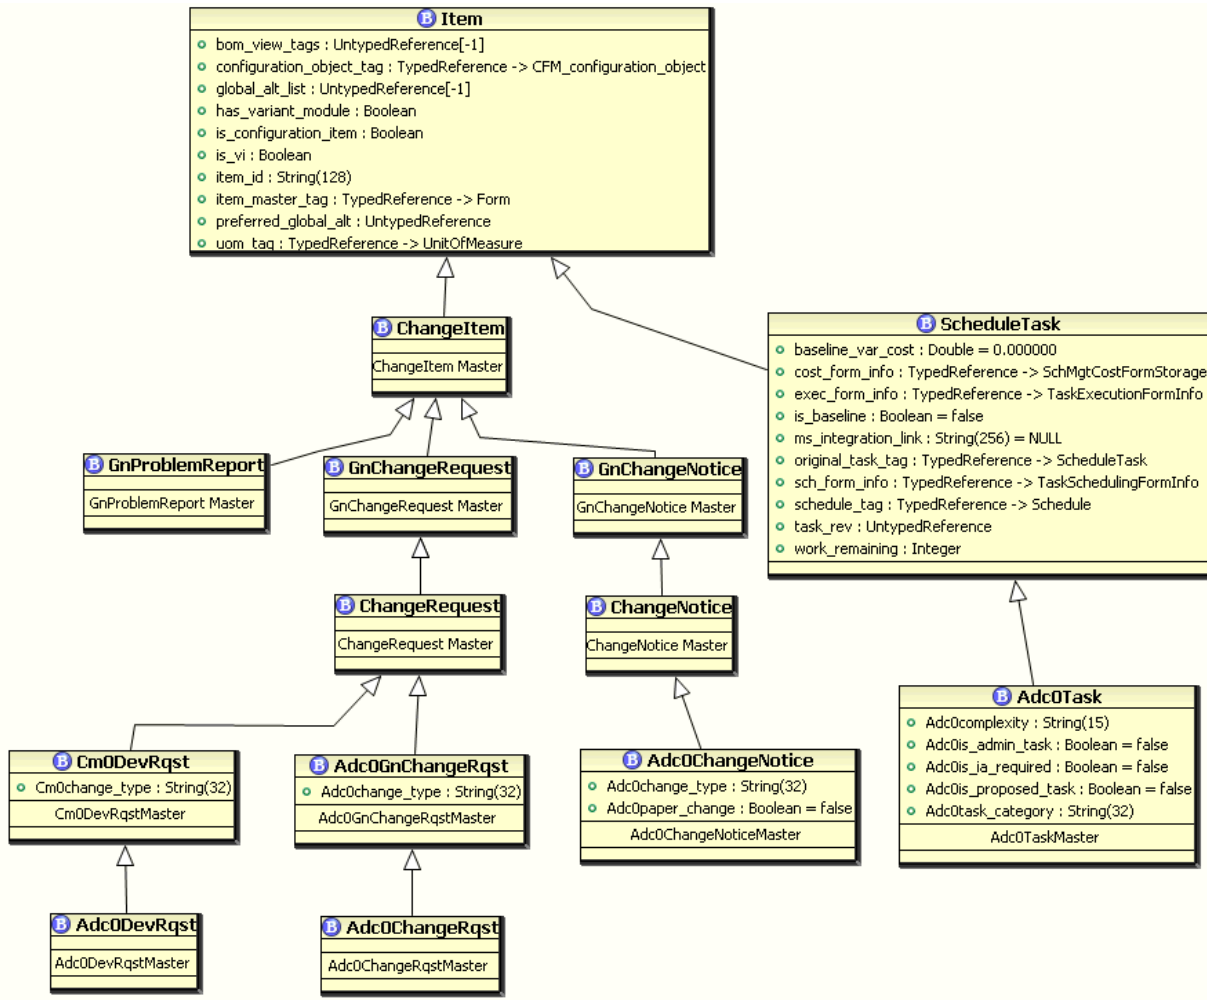 B Item
bom_view_tags : UntypedReference[-1]
configuration_object_tag : TypedReference -> CFM_configuration_object
global_alt_list : UntypedReference[-1]
has_variant_module : Boolean
is_configuration_item : Boolean
is_vi : Boolean
item_id : String(128)
item_master_tag : TypedReference -> Form
preferred_global_alt : UntypedReference
uom_tag : TypedReference -> UnitOfMeasure
B ChangeItem
ChangeItem Master
B ScheduleTask
baseline_var_cost : Double = 0.000000
cost_form_info : TypedReference -> SchMgtCostFormStorage
exec_form_info : TypedReference -> TaskExecutionFormInfo
is_baseline : Boolean = false
ms_integration_link : String(256) = NULL
original_task_tag : TypedReference -> ScheduleTask
sch_form_info : TypedReference -> TaskSchedulingFormInfo
schedule_tag : TypedReference -> Schedule
task_rev : UntypedReference
work_remaining : Integer
B GnProblemReport
GnProblemReport Master
B GnChangeRequest
GnChangeRequest Master
B GnChangeNotice
GnChangeNotice Master
B ChangeRequest
ChangeRequest Master
B ChangeNotice
ChangeNotice Master
B Cm0DevRqst
Cm0change_type : String(32)
Cm0DevRqstMaster
B Adc0GnChangeRqst
Adc0change_type : String(32)
Adc0GnChangeRqstMaster
B Adc0ChangeNotice
Adc0change_type : String(32)
Adc0paper_change : Boolean = false
Adc0ChangeNoticeMaster
B Adc0Task
Adc0complexity : String(15)
Adc0is_admin_task : Boolean = false
Adc0is_ia_required : Boolean = false
Adc0is_proposed_task : Boolean = false
Adc0task_category : String(32)
Adc0TaskMaster
B Adc0DevRqst
Adc0DevRqstMaster
B Adc0ChangeRqst
Adc0ChangeRqstMaster